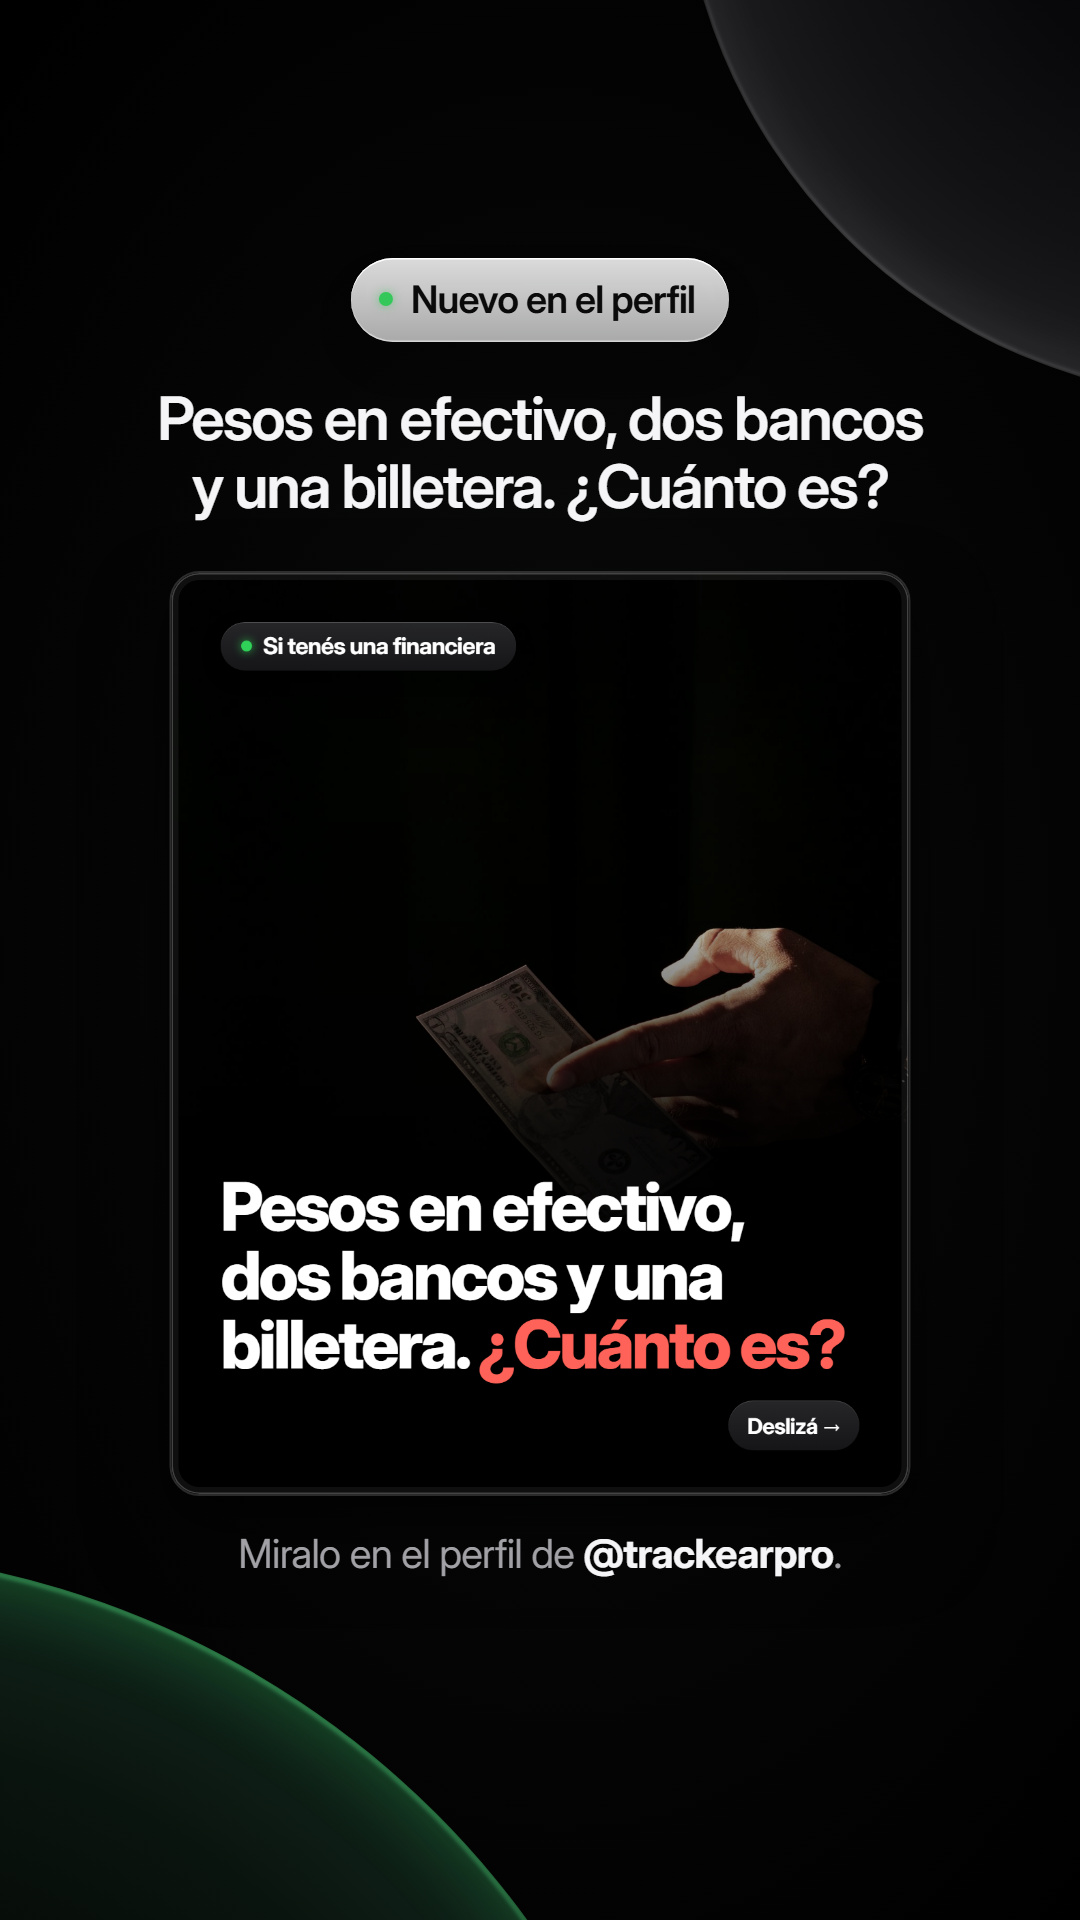 Nuevo en el perfil
Pesos en efectivo, dos bancos
y una billetera. ¿Cuánto es?
Si tenés una financiera
Pesos en efectivo,
dos bancos y una
billetera. ¿Cuánto es?
Deslizá →
Miralo en el perfil de @trackearpro.